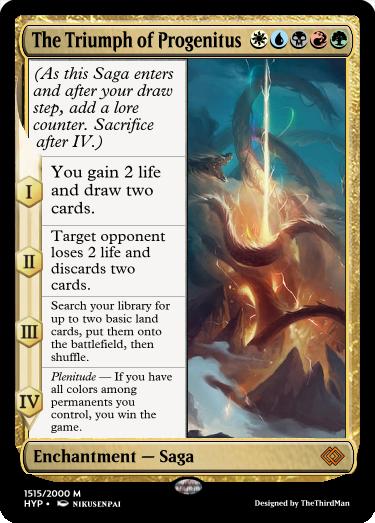 The Triumph of Progenitus
(As this Saga enters
and after your draw
step, add a lore
counter. Sacrifice
after IV.)
I
You gain 2 life
and draw two
cards.
II
Target opponent
loses 2 life and
discards two
cards.
III
Search your library for
up to two basic land
cards, put them onto
the battlefield, then
shuffle.
IV
Plenitude — If you have
all colors among
permanents you
control, you win the
game.
Enchantment — Saga
1515/2000 M
HYP • NIKUSENPAI
Designed by TheThirdMan